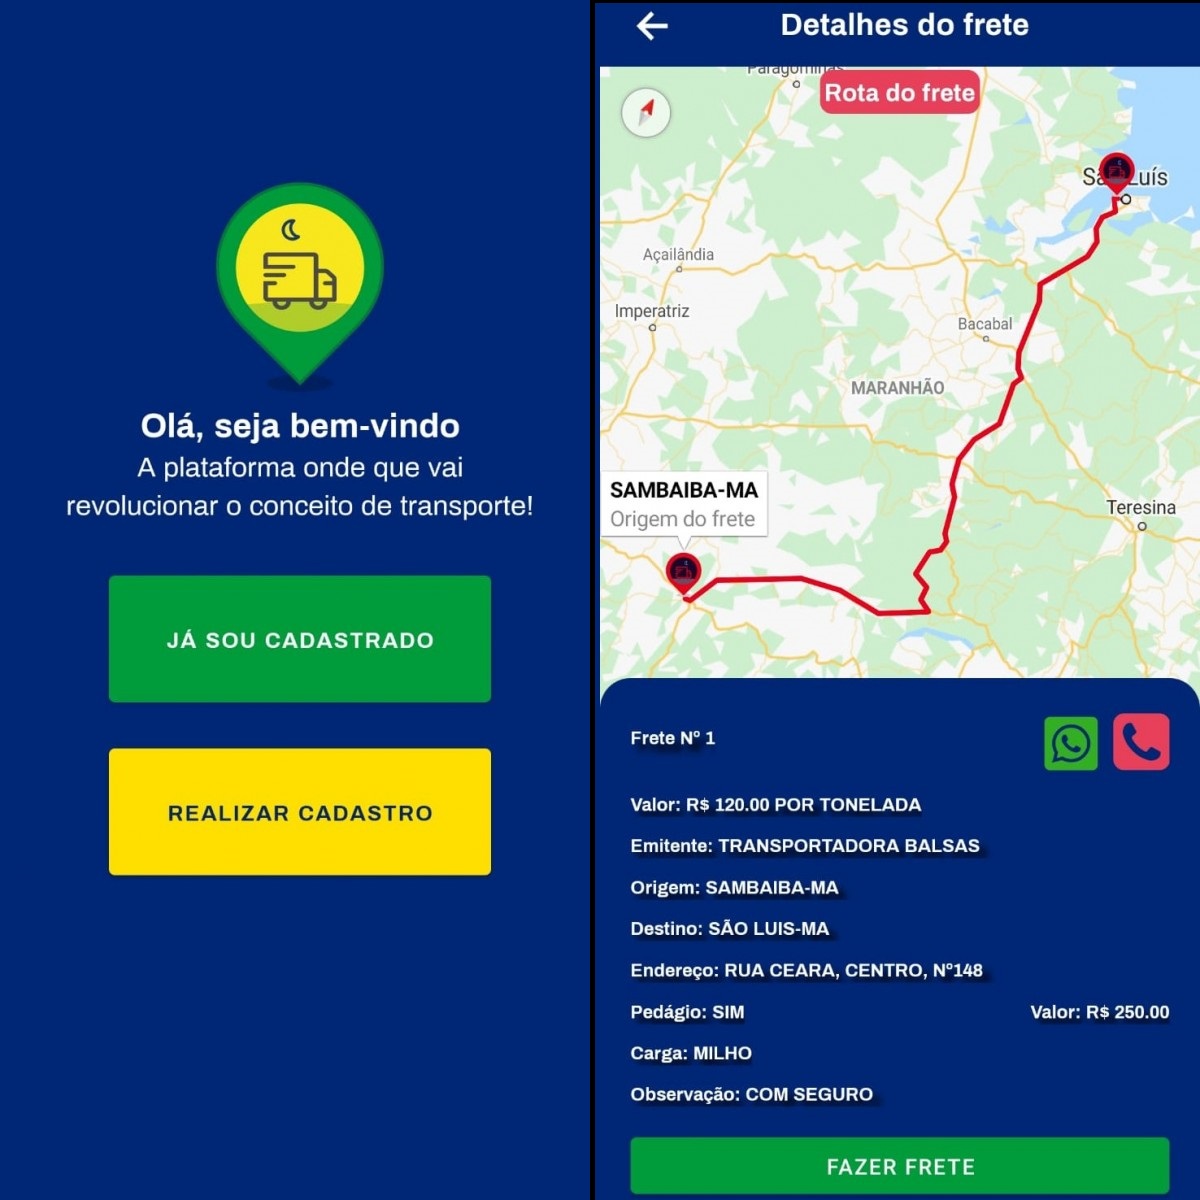 Olá, seja bem-vindo
A plataforma onde que vai
revolucionar o conceito de transporte!
JÁ SOU CADASTRADO
REALIZAR CADASTRO
Detalhes do frete
Paragominas
Rota do frete
São Luís
Açailândia
Imperatriz
Bacabal
MARANHÃO
SAMBAIBA-MA
Origem do frete
Teresina
Frete Nº 1
Valor: R$ 120.00 POR TONELADA
Emitente: TRANSPORTADORA BALSAS
Origem: SAMBAIBA-MA
Destino: SÃO LUIS-MA
Endereço: RUA CEARA, CENTRO, Nº148
Pedágio: SIM Valor: R$ 250.00
Carga: MILHO
Observação: COM SEGURO
FAZER FRETE